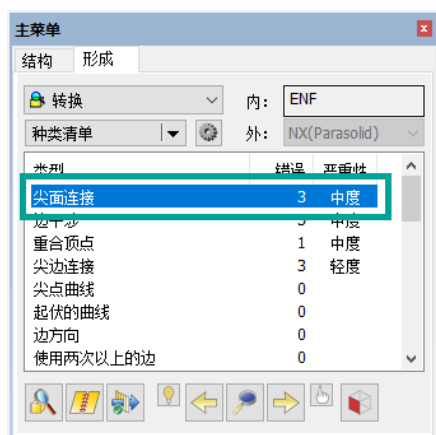 主菜单
结构 形成
转换 内: ENF
种类清单 外: NX(Parasolid)
类型 错误 严重性
尖面连接 3 中度
边干涉 3 中度
重合顶点 1 中度
尖边连接 3 轻度
尖点曲线 0
起伏的曲线 0
边方向 0
使用两次以上的边 0